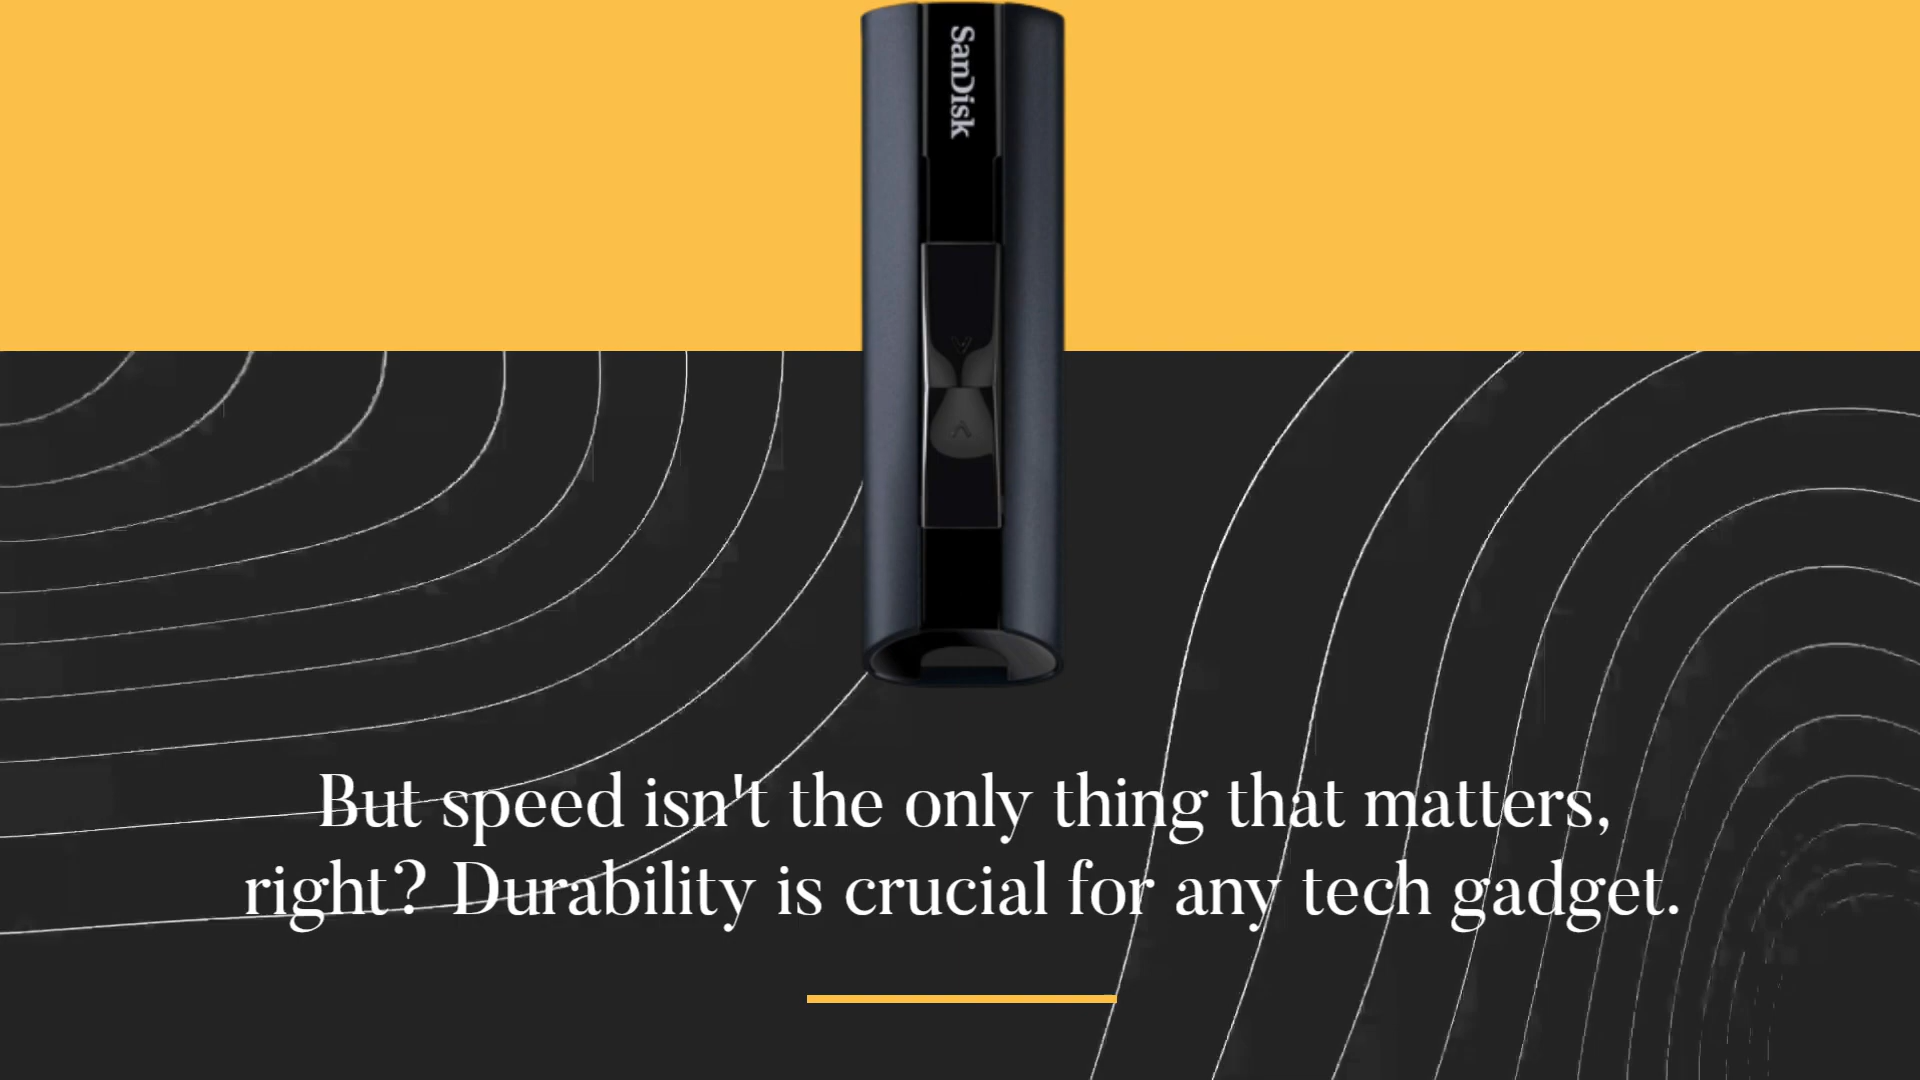 SanDisk
But speed isn't the only thing that matters,
right? Durability is crucial for any tech gadget.